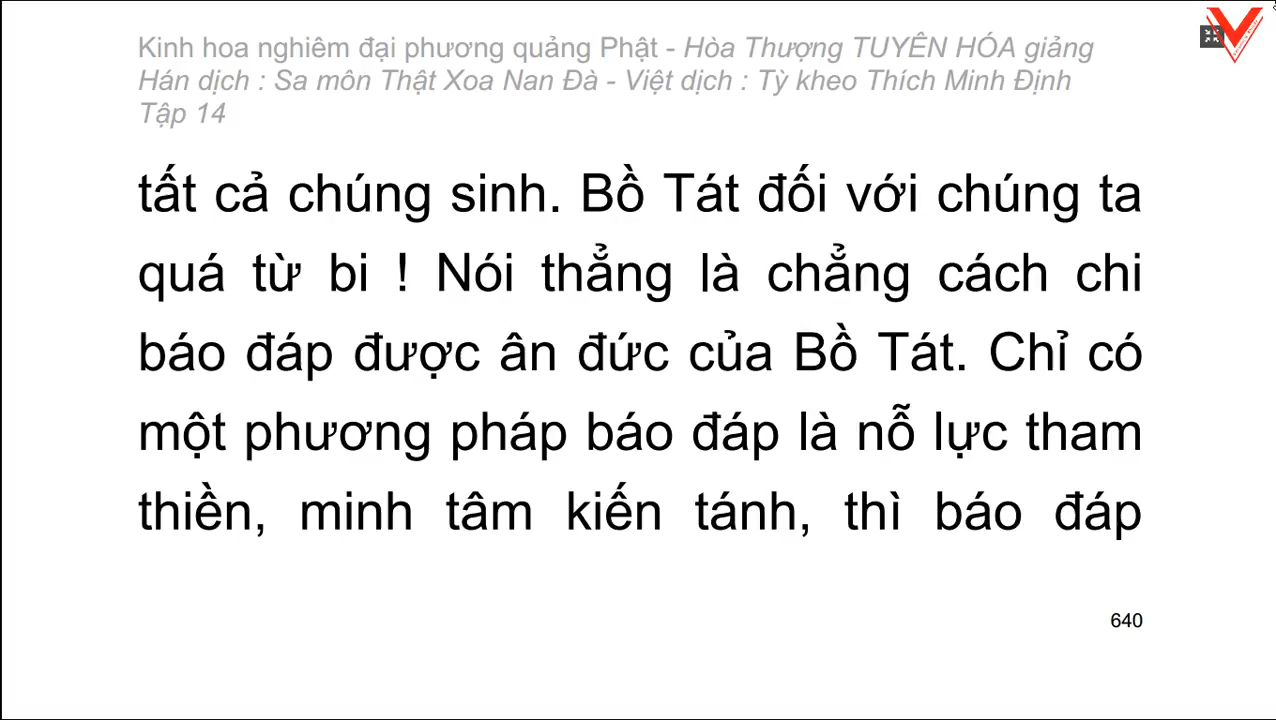 Kinh hoa nghiêm đại phương quảng Phật - Hòa Thượng TUYÊN HÓA giảng
Hán dịch : Sa môn Thật Xoa Nan Đà - Việt dịch : Tỳ kheo Thích Minh Định
Tập 14
tất cả chúng sinh. Bồ Tát đối với chúng ta
quá từ bi ! Nói thẳng là chẳng cách chi
báo đáp được ân đức của Bồ Tát. Chỉ có
một phương pháp báo đáp là nỗ lực tham
thiền, minh tâm kiến tánh, thì báo đáp
640